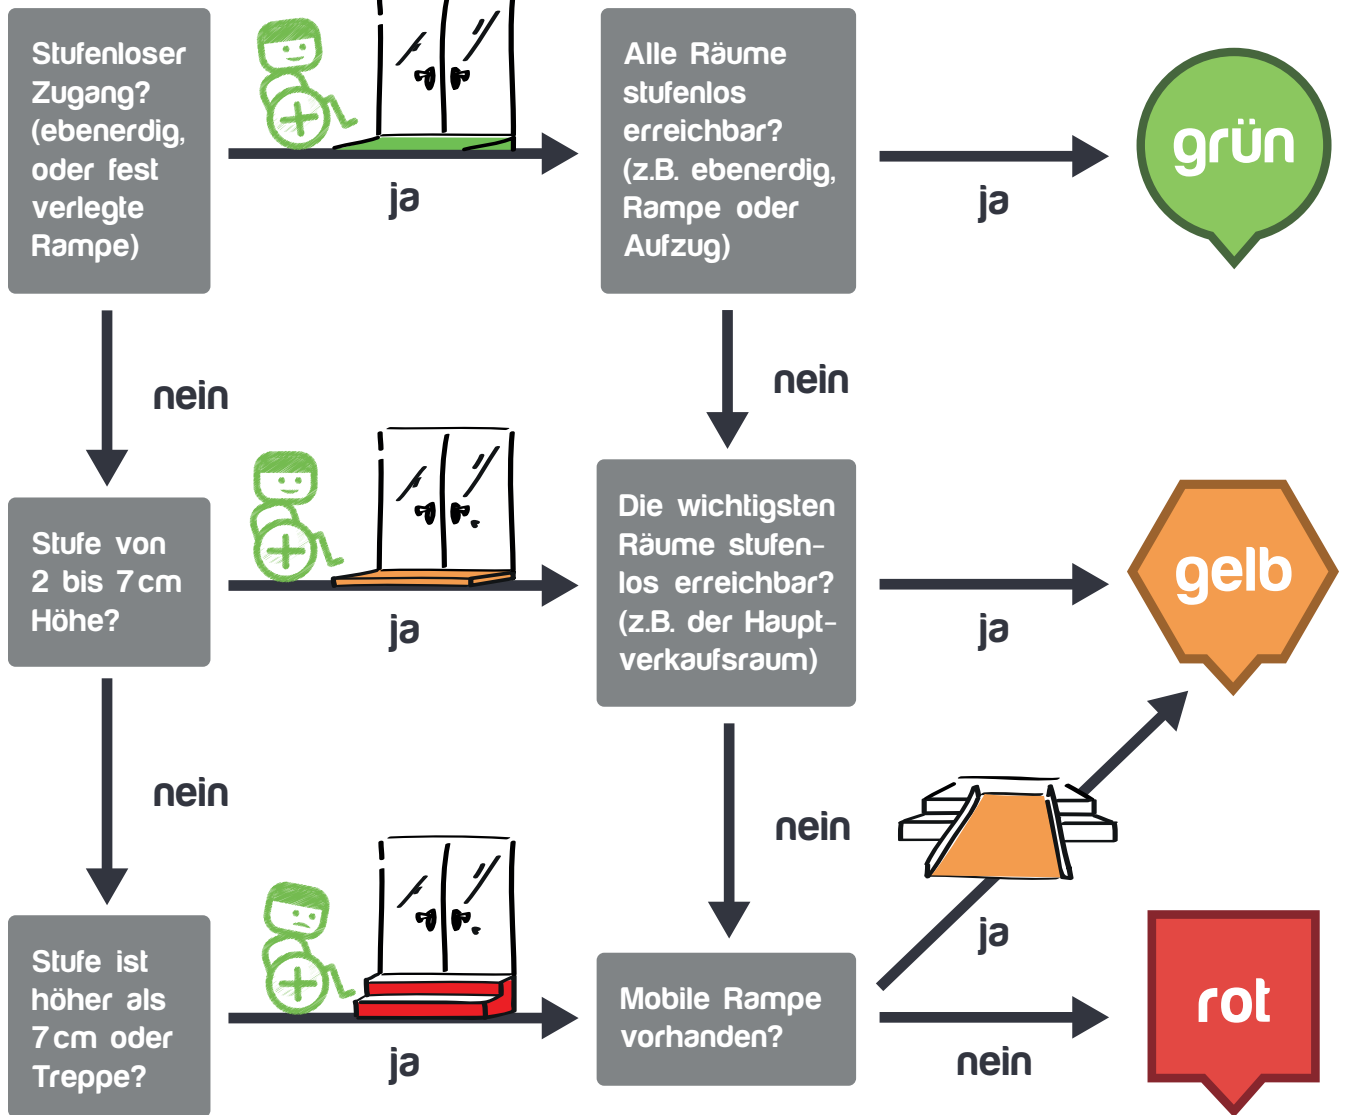 Stufenloser
Zugang?
(ebenerdig,
oder fest
verlegte
Rampe)
ja
Alle Räume
stufenlos
erreichbar?
(z.B. ebenerdig,
Rampe oder
Aufzug)
ja
grün
nein
nein
Stufe von
2 bis 7 cm
Höhe?
ja
Die wichtigsten
Räume stufen-
los erreichbar?
(z.B. der Haupt-
verkaufsraum)
ja
gelb
nein
nein
ja
Stufe ist
höher als
7 cm oder
Treppe?
ja
Mobile Rampe
vorhanden?
nein
rot